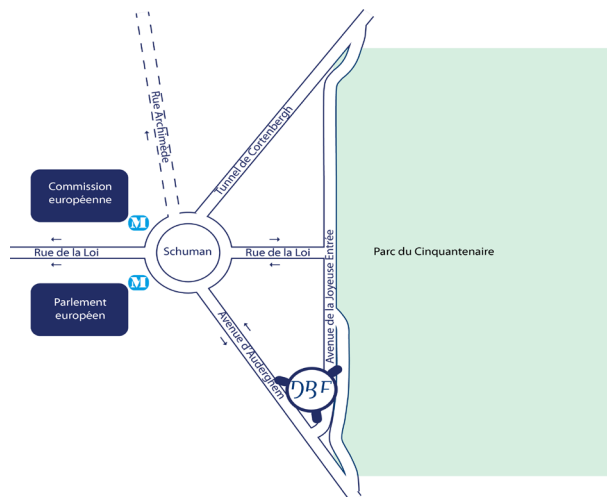 Rue Archimède
Tunnel de Cortenbergh
Commission
européenne
M
Schuman
Rue de la Loi
Rue de la Loi
Parc du Cinquantenaire
Avenue de la Joyeuse Entrée
M
Parlement
européen
Avenue d'Auderghem
DBF